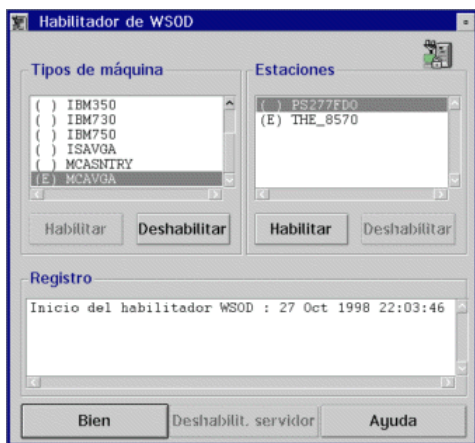 Habilitador de WSOD
Tipos de máquina
( ) IBM350
( ) IBM730
( ) IBM750
( ) ISAVGA
( ) MCASNTRY
(E) MCAVGA
Habilitar
Deshabilitar
Estaciones
( ) PS277FD0
(E) THE_8570
Habilitar
Deshabilitar
Registro
Inicio del habilitador WSOD : 27 Oct 1998 22:03:46
Bien
Deshabilit. servidor
Ayuda